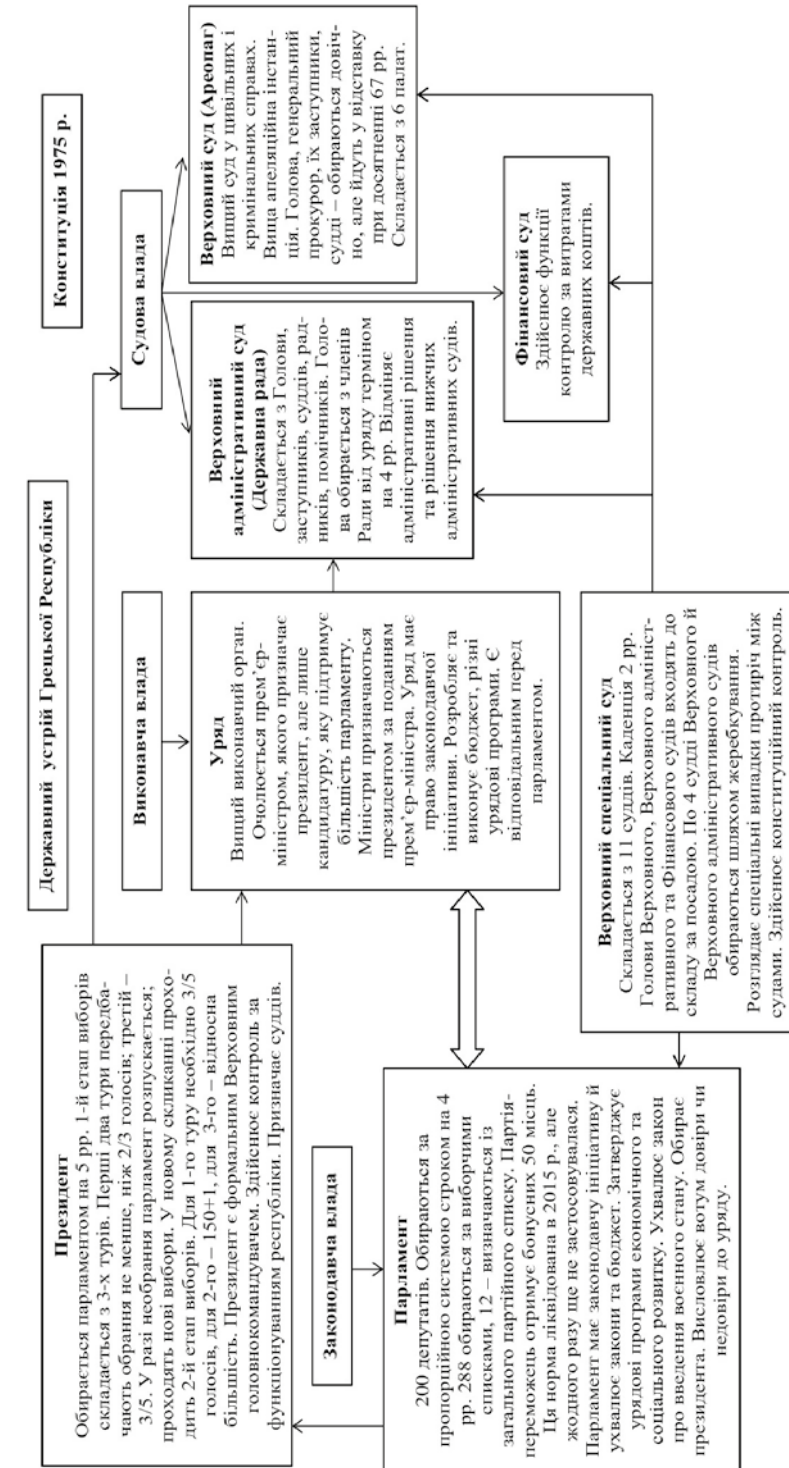 Державний устрій Грецької Республіки
Конституція 1975 р.
Президент
Обирається парламентом на 5 рр. 1-й етап виборів
складається з 3-х турів. Перші два тури передба-
чають обрання не менше, ніж 2/3 голосів; третій –
3/5. У разі необрання парламент розпускається;
проходять нові вибори. У новому скликанні прохо-
дить 2-й етап виборів. Для 1-го туру необхідно 3/5
голосів, для 2-го – 150+1, для 3-го – відносна
більшість. Президент є формальним Верховним
головнокомандувачем. Здійснює контроль за
функціонуванням республіки. Призначає суддів.
Виконавча влада
Судова влада
Уряд
Вищий виконавчий орган.
Очолюється прем’єр-
міністром, якого призначає
президент, але лише
кандидатуру, яку підтримує
більшість парламенту.
Міністри призначаються
президентом за поданням
прем’єр-міністра. Уряд має
право законодавчої
ініціативи. Розробляє та
виконує бюджет, різні
урядові програми. Є
відповідальним перед
парламентом.
Верховний
адміністративний суд
(Державна рада)
Складається з Голови,
заступників, суддів, рад-
ників, помічників. Голо-
ва обирається з членів
Ради від уряду терміном
на 4 рр. Відміняє
адміністративні рішення
та рішення нижчих
адміністративних судів.
Верховний суд (Ареопаг)
Вищий суд у цивільних і
кримінальних справах.
Вища апеляційна інстан-
ція. Голова, генеральний
прокурор, їх заступники,
судді – обираються довіч-
но, але йдуть у відставку
при досягненні 67 рр.
Складається з 6 палат.
Законодавча влада
Парламент
200 депутатів. Обираються за
пропорційною системою строком на 4
рр. 288 обираються за виборчими
списками, 12 – визначаються із
загального партійного списку. Партія-
переможець отримує бонусних 50 місць.
Ця норма ліквідована в 2015 р., але
жодного разу ще не застосовувалася.
Парламент має законодавчу ініціативу й
ухвалює закони та бюджет. Затверджує
урядові програми економічного та
соціального розвитку. Ухвалює закон
про введення воєнного стану. Обирає
президента. Висловлює вотум довіри чи
недовіри до уряду.
Верховний спеціальний суд
Складається з 11 суддів. Каденція 2 рр.
Голови Верховного, Верховного адмініст-
ративного та Фінансового судів входять до
складу за посадою. По 4 судді Верховного й
Верховного адміністративного судів
обираються шляхом жеребкування.
Розглядає спеціальні випадки протиріч між
судами. Здійснює конституційний контроль.
Фінансовий суд
Здійснює функції
контролю за витратами
державних коштів.